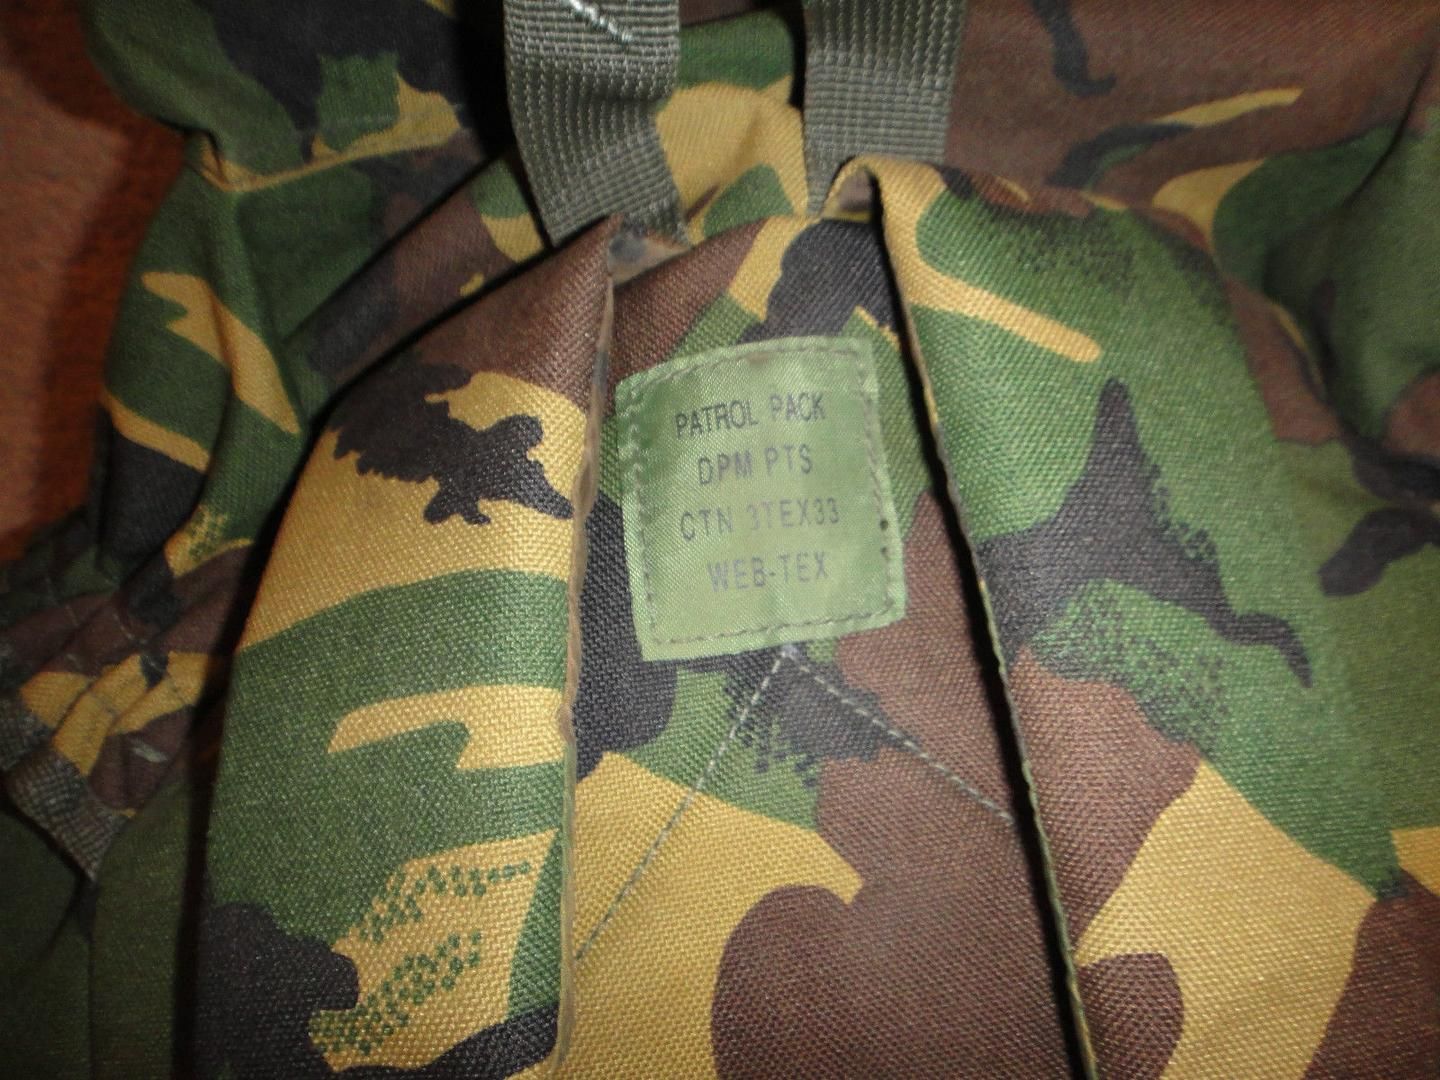 PATROL PACK
DPM PTS
CTN 3TEX33
WEB-TEX